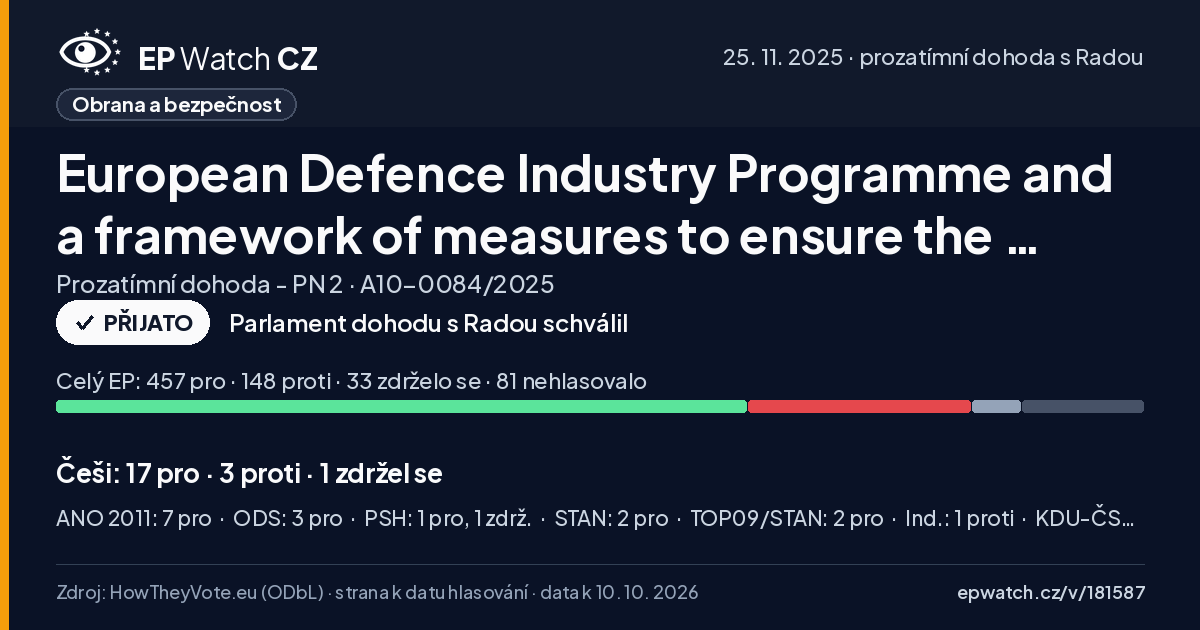 EP Watch CZ
25. 11. 2025 · prozatímní dohoda s Radou
Obrana a bezpečnost
European Defence Industry Programme and
a framework of measures to ensure the …
Prozatímní dohoda - PN 2 · A10-0084/2025
✓ PŘIJATO Parlament dohodu s Radou schválil
Celý EP: 457 pro · 148 proti · 33 zdrželo se · 81 nehlasovalo
Češi: 17 pro · 3 proti · 1 zdržel se
ANO 2011: 7 pro · ODS: 3 pro · PSH: 1 pro, 1 zdrž. · STAN: 2 pro · TOP09/STAN: 2 pro · Ind.: 1 proti · KDU-ČS…
Zdroj: HowTheyVote.eu (ODbL) · strana k datu hlasování · data k 10. 10. 2026
epwatch.cz/v/181587